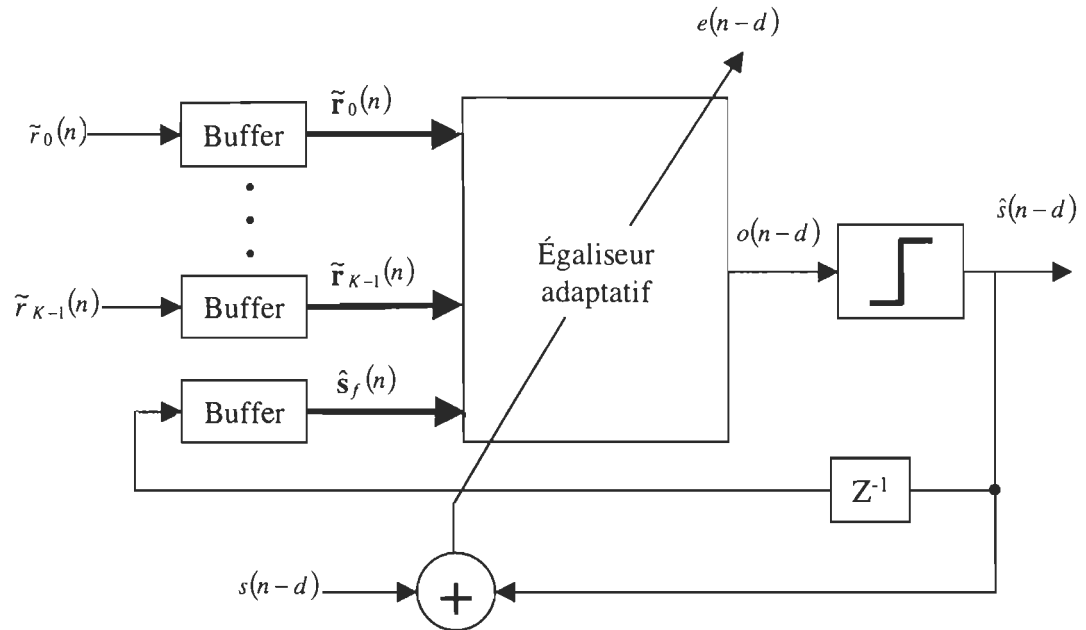 e(n−d)
r̃₀(n)
Buffer
𝐫̃₀(n)
r̃_{K−1}(n)
Buffer
𝐫̃_{K−1}(n)
Égaliseur
adaptatif
o(n−d)
ŝ(n−d)
Buffer
𝐬̂_f(n)
Z⁻¹
s(n−d)
+